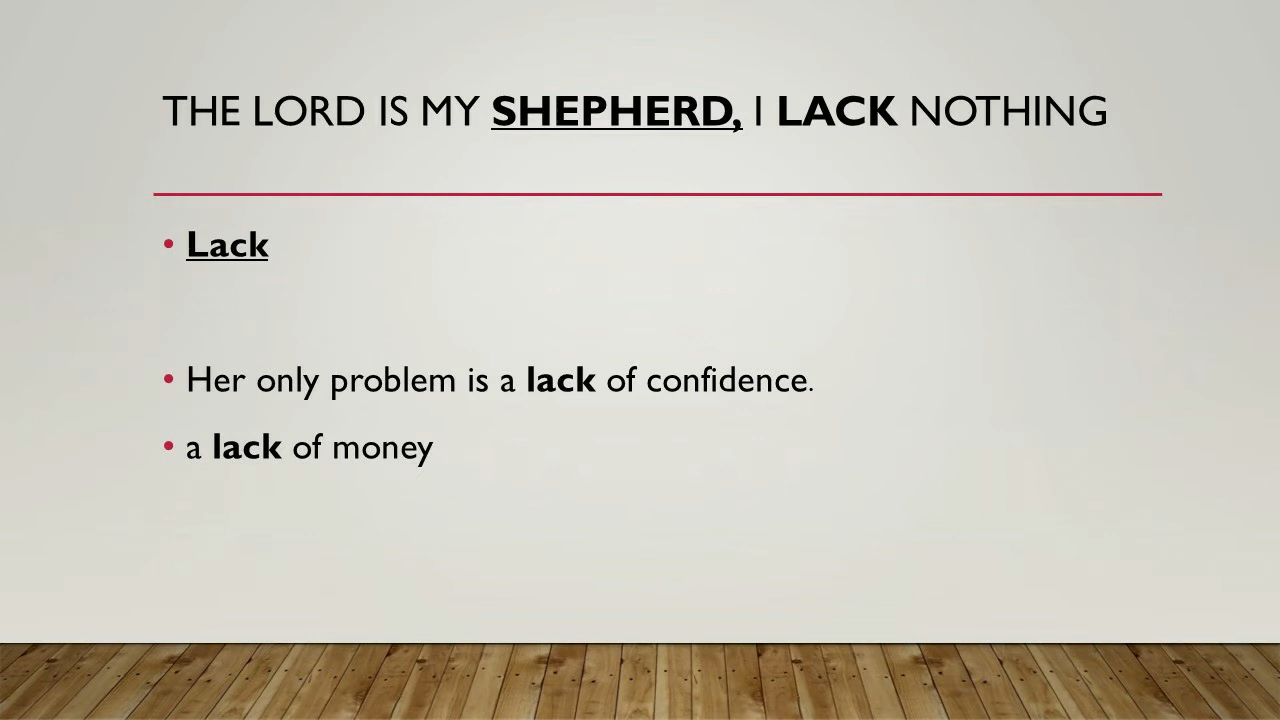 THE LORD IS MY SHEPHERD, I LACK NOTHING
• Lack
• Her only problem is a lack of confidence.
• a lack of money